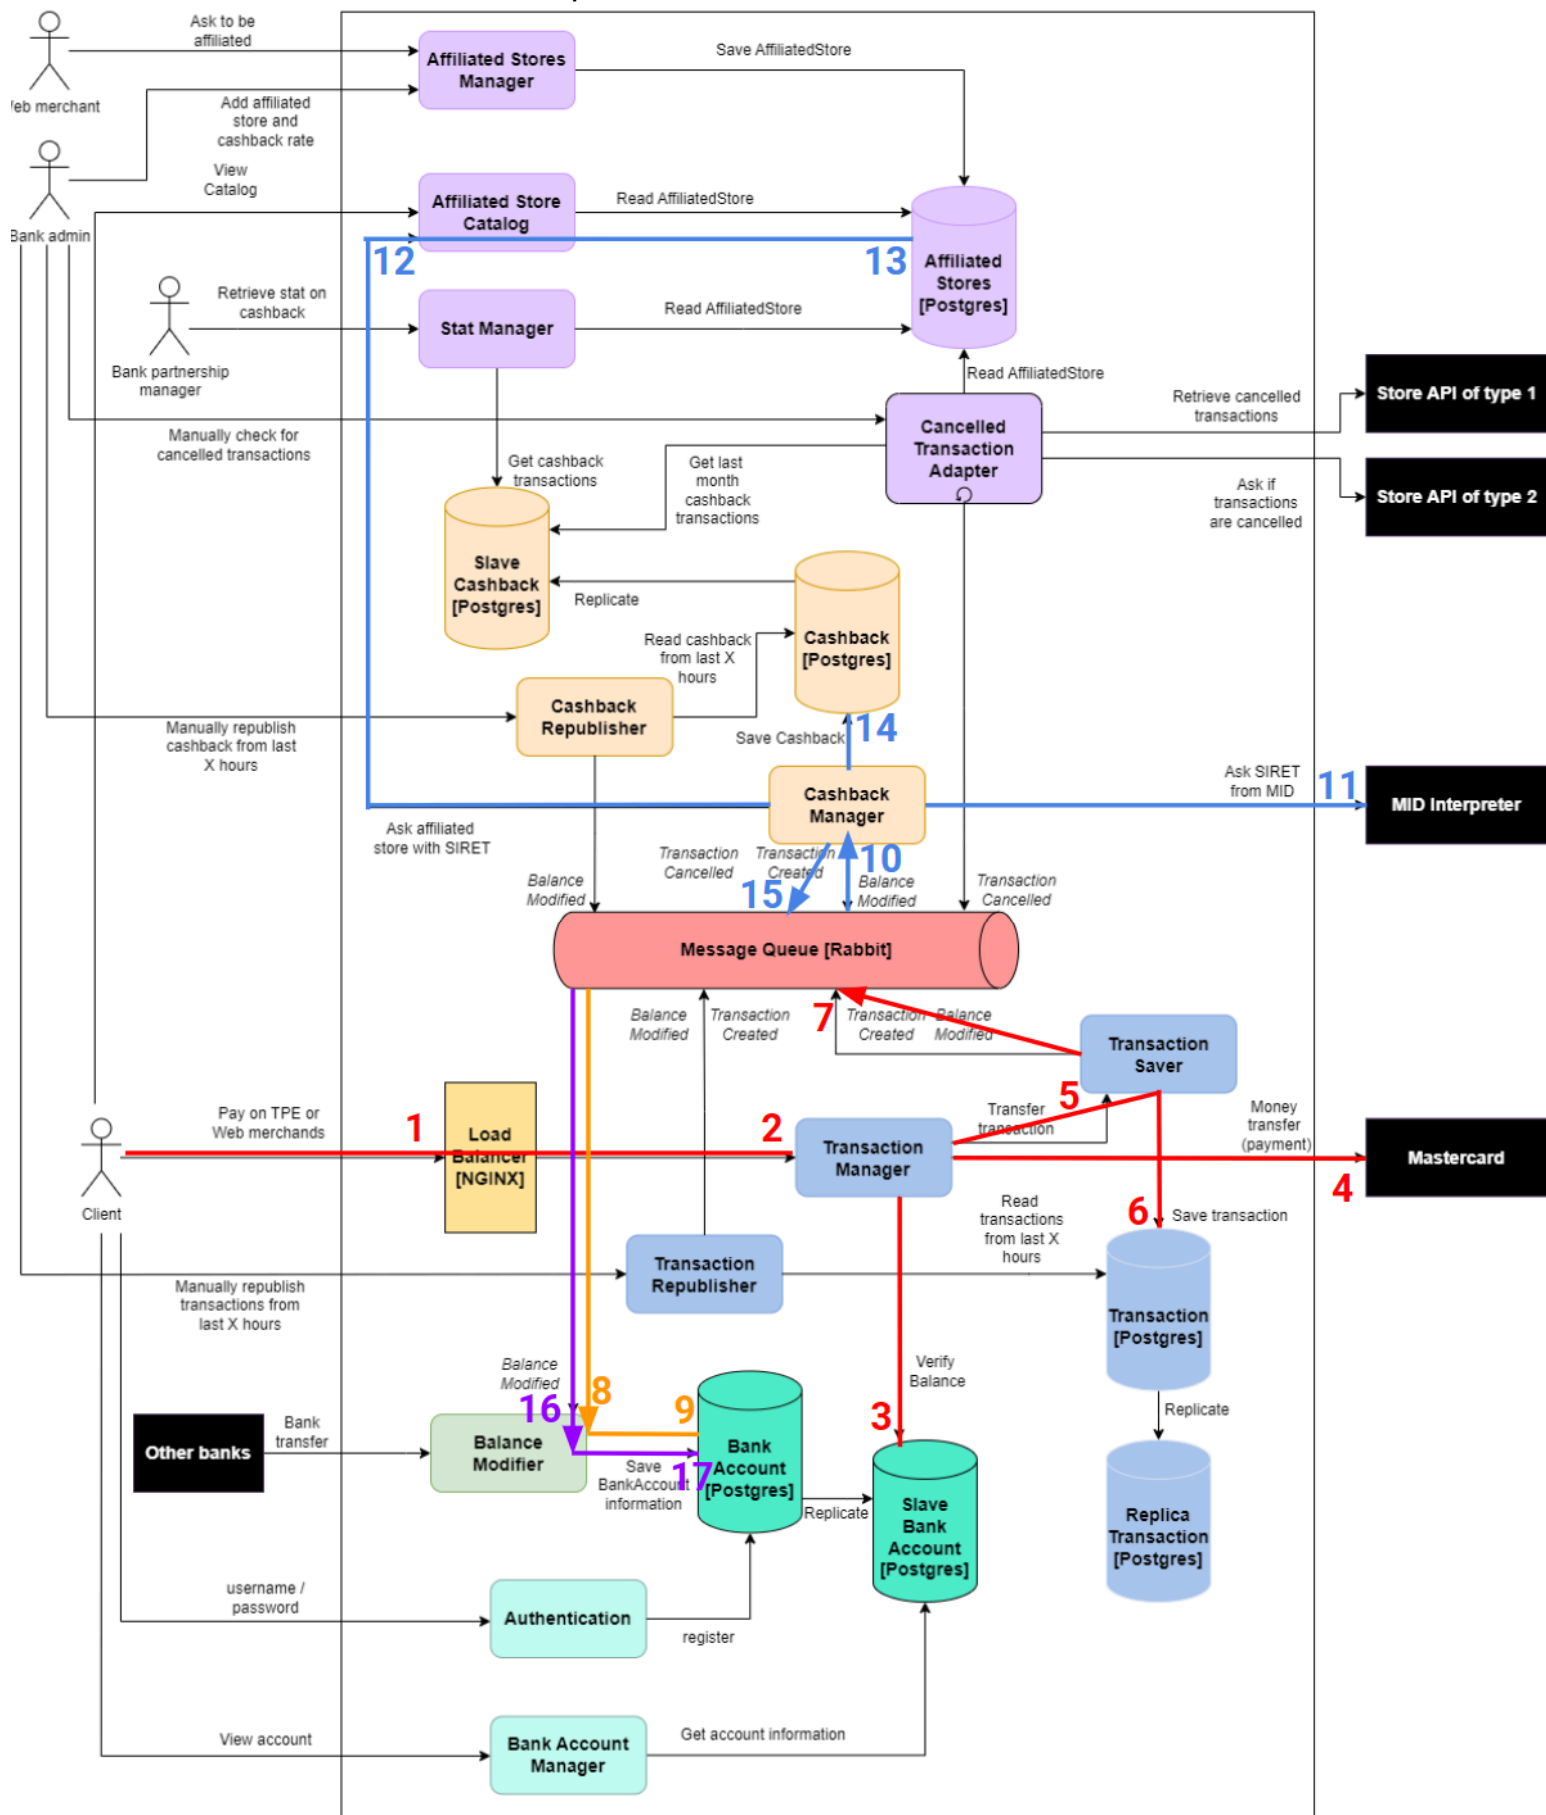 Ask to be
affiliated
Save AffiliatedStore
Affiliated Stores
Manager
eb merchant
Add affiliated
store and
cashback rate
View
Catalog
Bank admin
Affiliated Store
Catalog
Read AffiliatedStore
12
13
Affiliated
Stores
[Postgres]
Retrieve stat on
cashback
Stat Manager
Read AffiliatedStore
Bank partnership
manager
Read AffiliatedStore
Retrieve cancelled
transactions
Store API of type 1
Manually check for
cancelled transactions
Cancelled
Transaction
Adapter
Get cashback
transactions
Get last
month
cashback
transactions
Ask if
transactions
are cancelled
Store API of type 2
Slave
Cashback
[Postgres]
Replicate
Cashback
[Postgres]
Read cashback
from last X
hours
Cashback
Republisher
Manually republish
cashback from last
X hours
Save Cashback
14
Cashback
Manager
Ask SIRET
from MID
11
MID Interpreter
Ask affiliated
store with SIRET
Transaction
Cancelled
Transaction
Created
10
15
Balance
Modified
Balance
Modified
Transaction
Cancelled
Message Queue [Rabbit]
Balance
Modified
Transaction
Created
7
Transaction
Created
Balance
Modified
Transaction
Saver
Pay on TPE or
Web merchands
1
Load
Balancer
[NGINX]
2
Transaction
Manager
Transfer
transaction
5
Money
transfer
(payment)
Mastercard
4
Client
Read
transactions
from last X
hours
6
Save transaction
Transaction
Republisher
Manually republish
transactions from
last X hours
Transaction
[Postgres]
Verify
Balance
Balance
Modified
16
8
9
3
Replicate
Other banks
Bank
transfer
Balance
Modifier
Save
BankAccount
information
17
Bank
Account
[Postgres]
Replicate
Slave
Bank
Account
[Postgres]
Replica
Transaction
[Postgres]
username /
password
Authentication
register
View account
Bank Account
Manager
Get account information